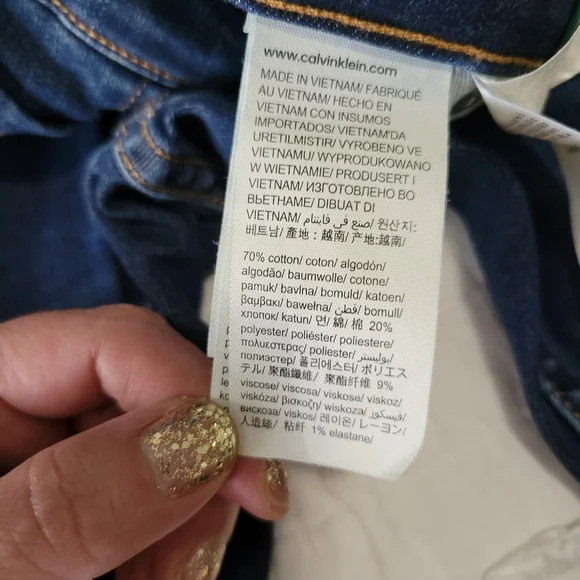 www.calvinklein.com
MADE IN VIETNAM/ FABRIQUÉ
AU VIETNAM/ HECHO EN
VIETNAM CON INSUMOS
IMPORTADOS/ VIETNAM'DA
URETILMISTIR/ VYROBENO VE
VIETNAMU/ WYPRODUKOWANO
W WIETNAMIE/ PRODUSERT I
VIETNAM/ ИЗГОТОВЛЕНО ВО
ВЬЕТНАМЕ/ DIBUAT DI
VIETNAM/ صنع في فايتنام/ 원산지:
베트남/ 產地：越南/ 产地:越南/
70% cotton/ coton/ algodón/
algodão/ baumwolle/ cotone/
pamuk/ bavlna/ bomuld/ katoen/
βαμβακι/ bawełna/ قطن/ bomull/
хлопок/ katun/ 면/ 綿/ 棉 20%
polyester/ poliéster/ poliestere/
πολυεστερας/ poliester/ بوليستر/
полиэстер/ 폴리에스터/ ポリエス
テル/ 聚酯纖維/ 聚酯纤维 9%
viscose/ viscosa/ viskose/ viskoz/
viskóza/ βισκοζη/ wiskoza/ فيسكوز/
вискоза/ viskos/ 레이온/ レーヨン/
人造絲/ 粘纤 1% elastane/